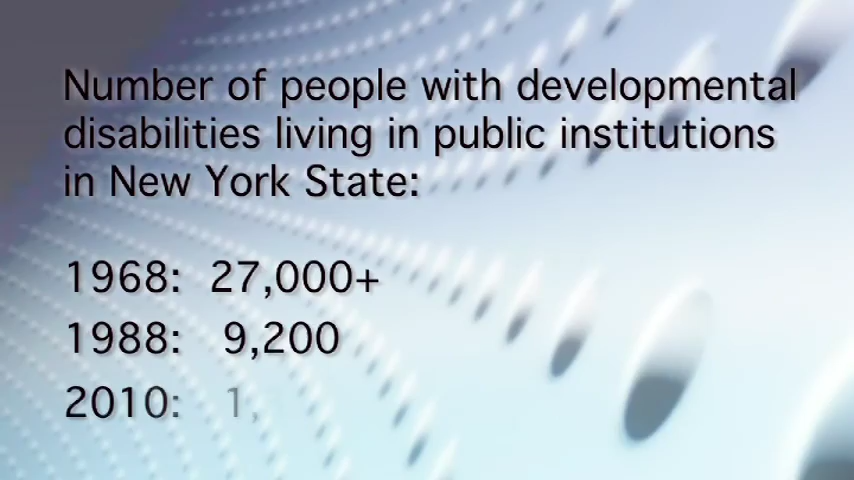 Number of people with developmental
disabilities living in public institutions
in New York State:
1968: 27,000+
1988: 9,200
2010: 1,